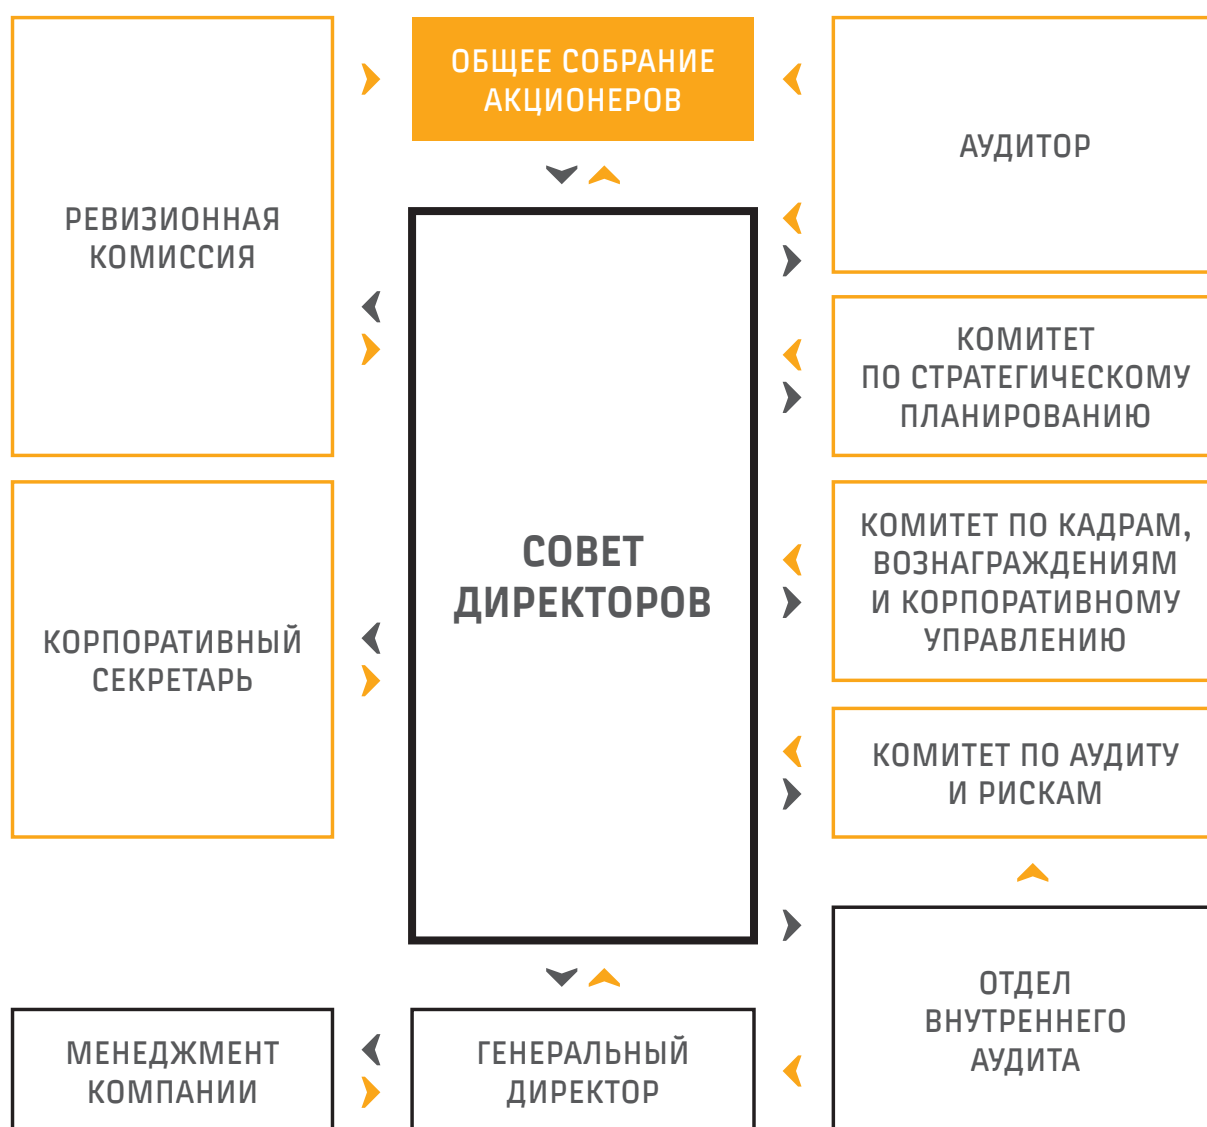 ОБЩЕЕ СОБРАНИЕ
АКЦИОНЕРОВ
АУДИТОР
РЕВИЗИОННАЯ
КОМИССИЯ
КОМИТЕТ
ПО СТРАТЕГИЧЕСКОМУ
ПЛАНИРОВАНИЮ
СОВЕТ
ДИРЕКТОРОВ
КОМИТЕТ ПО КАДРАМ,
ВОЗНАГРАЖДЕНИЯМ
И КОРПОРАТИВНОМУ
УПРАВЛЕНИЮ
КОРПОРАТИВНЫЙ
СЕКРЕТАРЬ
КОМИТЕТ ПО АУДИТУ
И РИСКАМ
ОТДЕЛ
ВНУТРЕННЕГО
АУДИТА
МЕНЕДЖМЕНТ
КОМПАНИИ
ГЕНЕРАЛЬНЫЙ
ДИРЕКТОР